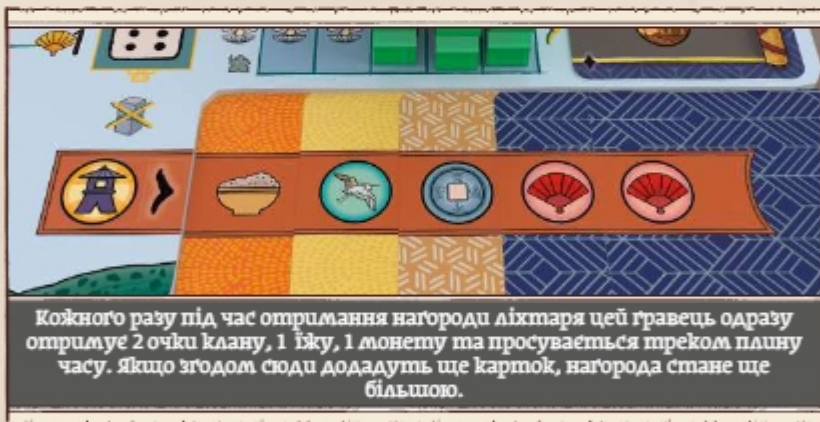 Кожного разу під час отримання нагороди ліхтаря цей гравець одразу
отримує 2 очки клану, 1 їжу, 1 монету та просувається треком плину
часу. Якщо згодом сюди додадуть ще карток, нагорода стане ще
більшою.